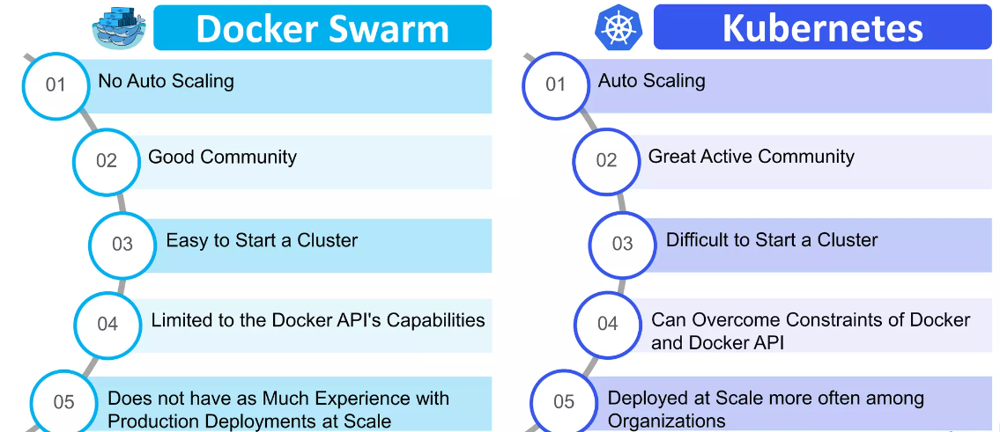 Docker Swarm
01
No Auto Scaling
02
Good Community
03
Easy to Start a Cluster
04
Limited to the Docker API's Capabilities
05
Does not have as Much Experience with
Production Deployments at Scale
Kubernetes
01
Auto Scaling
02
Great Active Community
03
Difficult to Start a Cluster
04
Can Overcome Constraints of Docker
and Docker API
05
Deployed at Scale more often among
Organizations